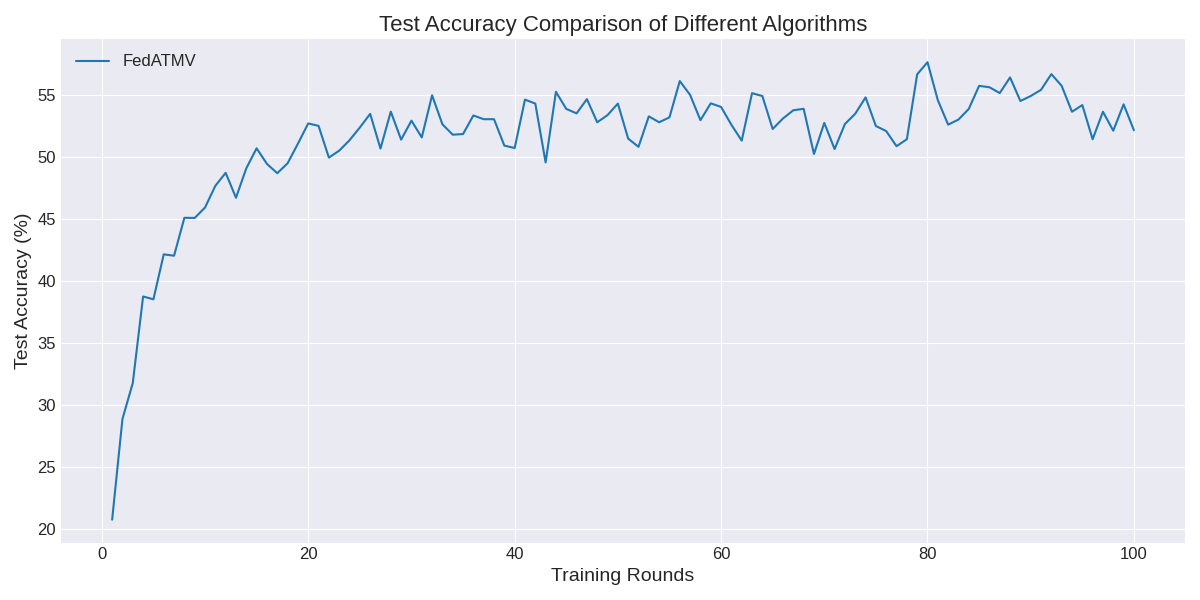 Test Accuracy Comparison of Different Algorithms
FedATMV
55
50
45
40
35
30
25
20
Test Accuracy (%)
0 20 40 60 80 100
Training Rounds